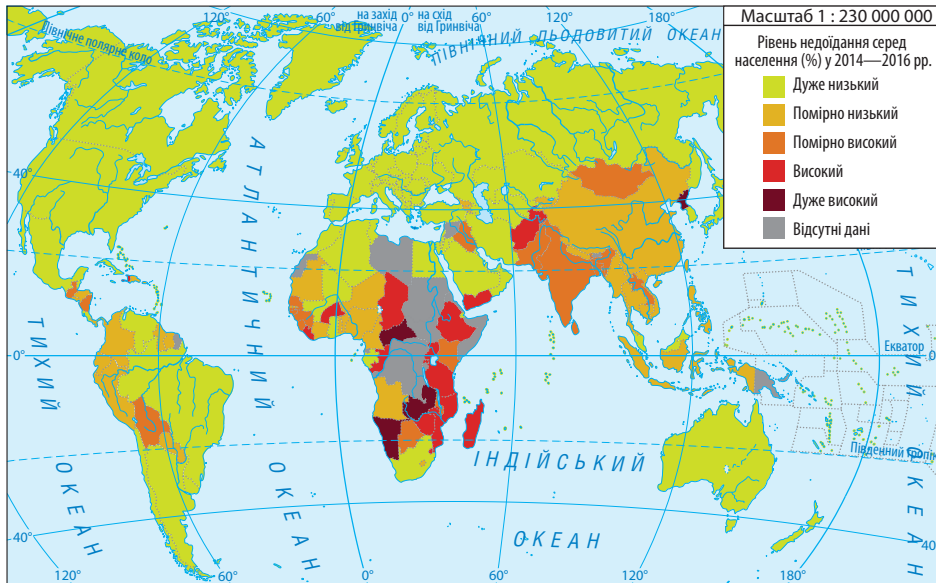 Масштаб 1 : 230 000 000
Рівень недоїдання серед
населення (%) у 2014—2016 рр.
Дуже низький
Помірно низький
Помірно високий
Високий
Дуже високий
Відсутні дані
120°
60°
на захід
від Гринвіча
0°
на схід
від Гринвіча
60°
120°
180°
Північне полярне коло
ПІВНІЧНИЙ ЛЬОДОВИТИЙ ОКЕАН
40°
20°
0°
40°
АТЛАНТИЧНИЙ
ОКЕАН
ТИХИЙ
ОКЕАН
ІНДІЙСЬКИЙ
ОКЕАН
ТИХИЙ
ОКЕАН
Екватор
0°
Південний тропік
40°
120°
60°
0°
60°
120°
180°